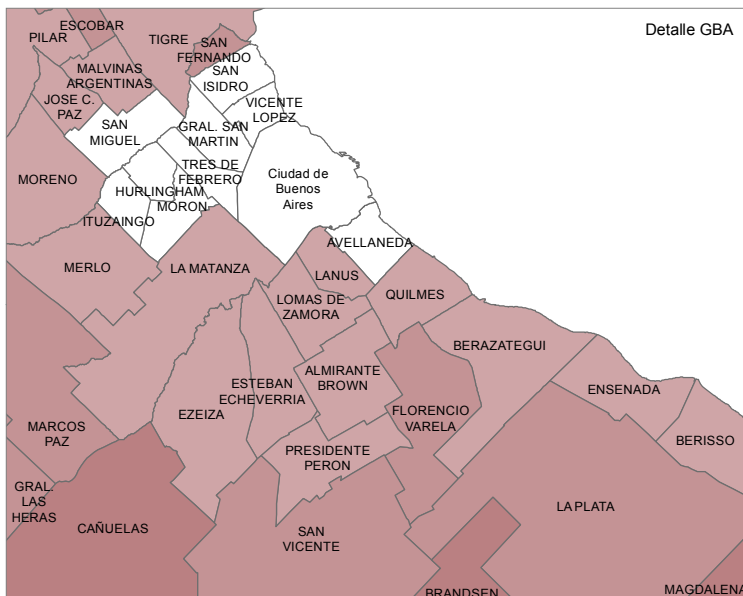 Detalle GBA
ESCOBAR
PILAR
TIGRE
SAN
FERNANDO
MALVINAS
ARGENTINAS
SAN
ISIDRO
JOSE C.
PAZ
VICENTE
LOPEZ
SAN
MIGUEL
GRAL. SAN
MARTIN
MORENO
TRES DE
FEBRERO
Ciudad de
Buenos
Aires
HURLINGHAM
MORON
ITUZAINGO
AVELLANEDA
MERLO
LA MATANZA
LANUS
QUILMES
LOMAS DE
ZAMORA
BERAZATEGUI
ALMIRANTE
BROWN
ESTEBAN
ECHEVERRIA
ENSENADA
EZEIZA
FLORENCIO
VARELA
MARCOS
PAZ
BERISSO
PRESIDENTE
PERON
GRAL.
LAS
HERAS
LA PLATA
CAÑUELAS
SAN
VICENTE
BRANDSEN
MAGDALENA